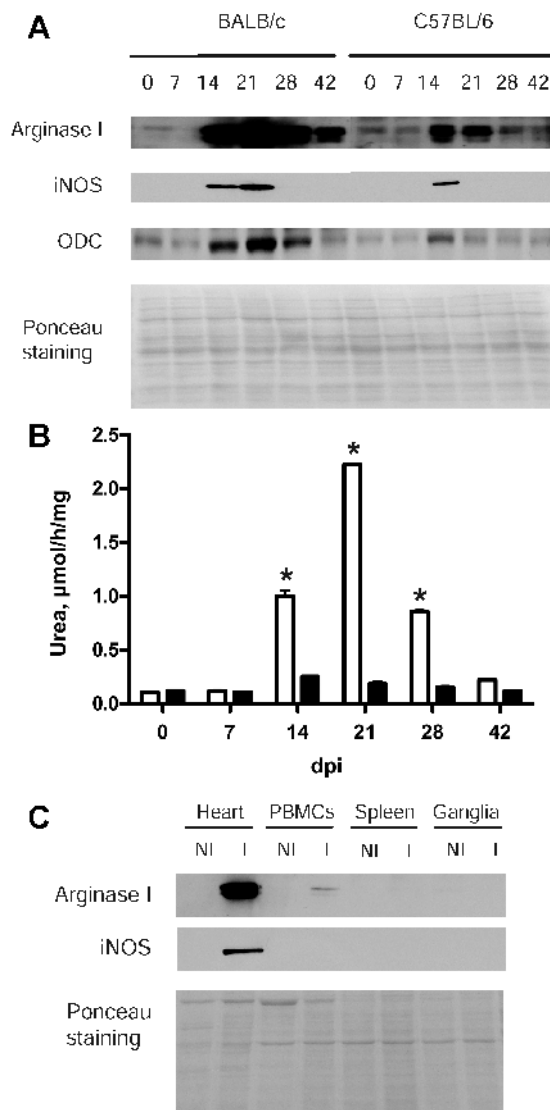 A
BALB/c C57BL/6
0 7 14 21 28 42 0 7 14 21 28 42
Arginase I
iNOS
ODC
Ponceau
staining
B
Urea, μmol/h/mg
2.5
2.0
1.5
1.0
0.5
0.0
* * *
0 7 14 21 28 42
dpi
C
Heart PBMCs Spleen Ganglia
NI I NI I NI I NI I
Arginase I
iNOS
Ponceau
staining